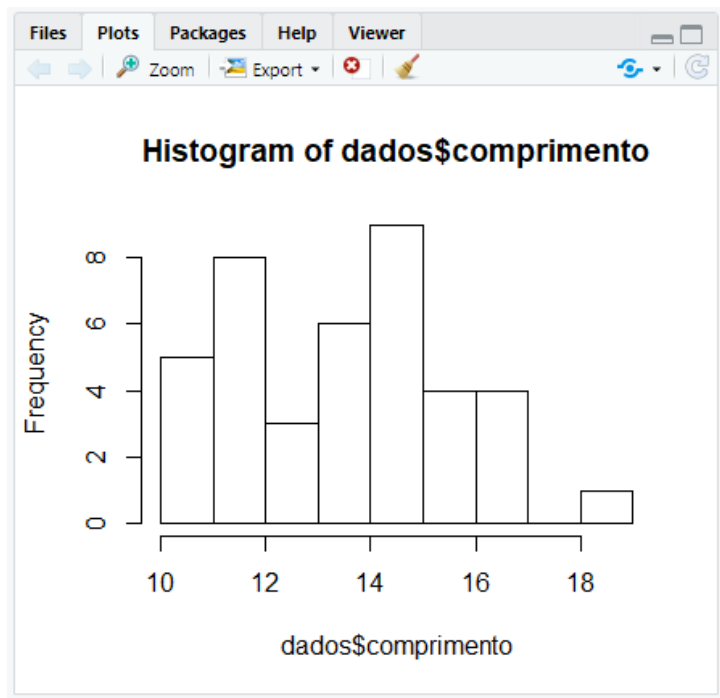 Files Plots Packages Help Viewer
Zoom Export
Histogram of dados$comprimento
Frequency
8
6
4
2
0
10 12 14 16 18
dados$comprimento